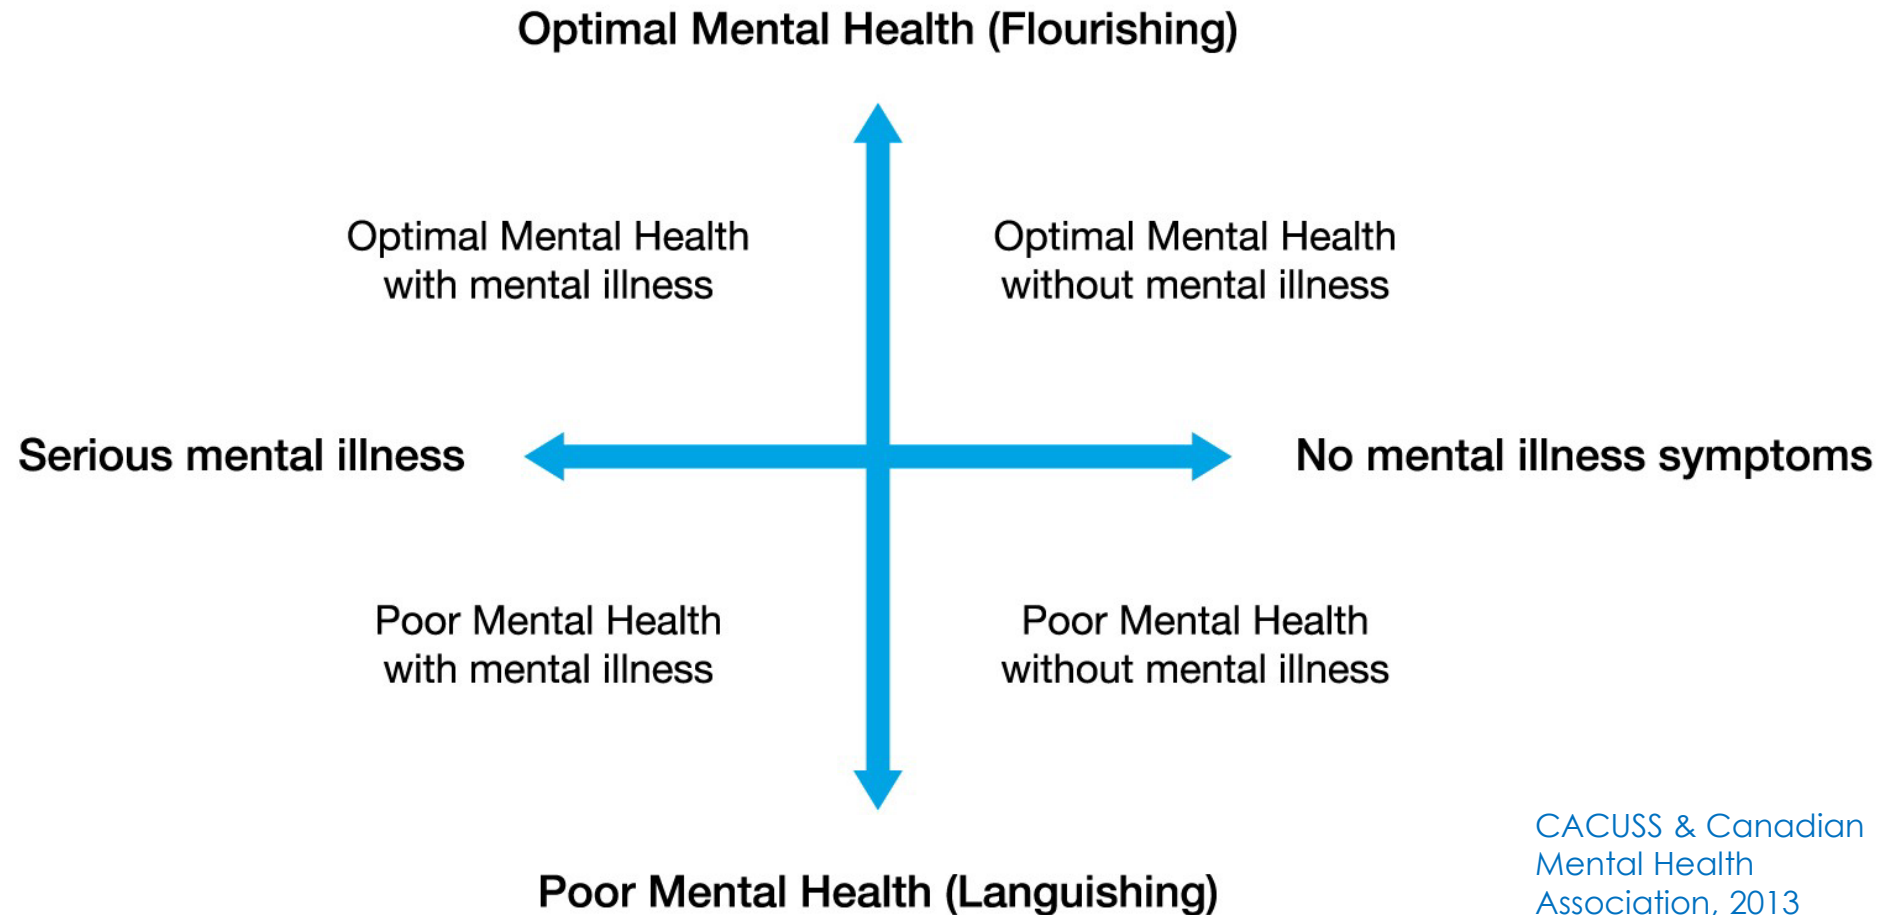 Optimal Mental Health (Flourishing)
Optimal Mental Health
with mental illness
Optimal Mental Health
without mental illness
Serious mental illness
No mental illness symptoms
Poor Mental Health
with mental illness
Poor Mental Health
without mental illness
Poor Mental Health (Languishing)
CACUSS & Canadian
Mental Health
Association, 2013